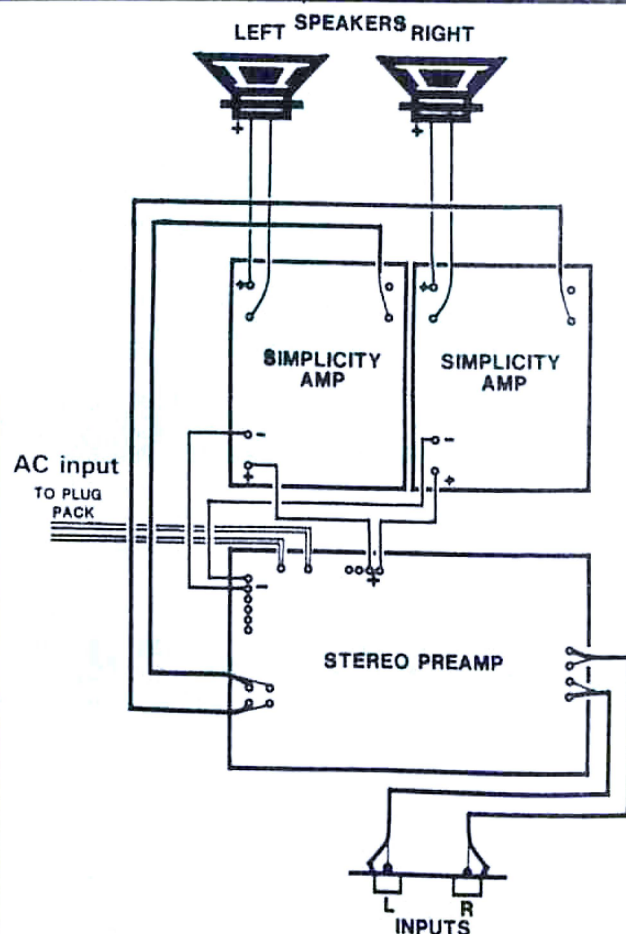 SPEAKERS
LEFT
RIGHT
+
+
+
+
SIMPLICITY
AMP
SIMPLICITY
AMP
-
-
+
+
AC input
TO PLUG
PACK
+
-
STEREO PREAMP
L
R
INPUTS